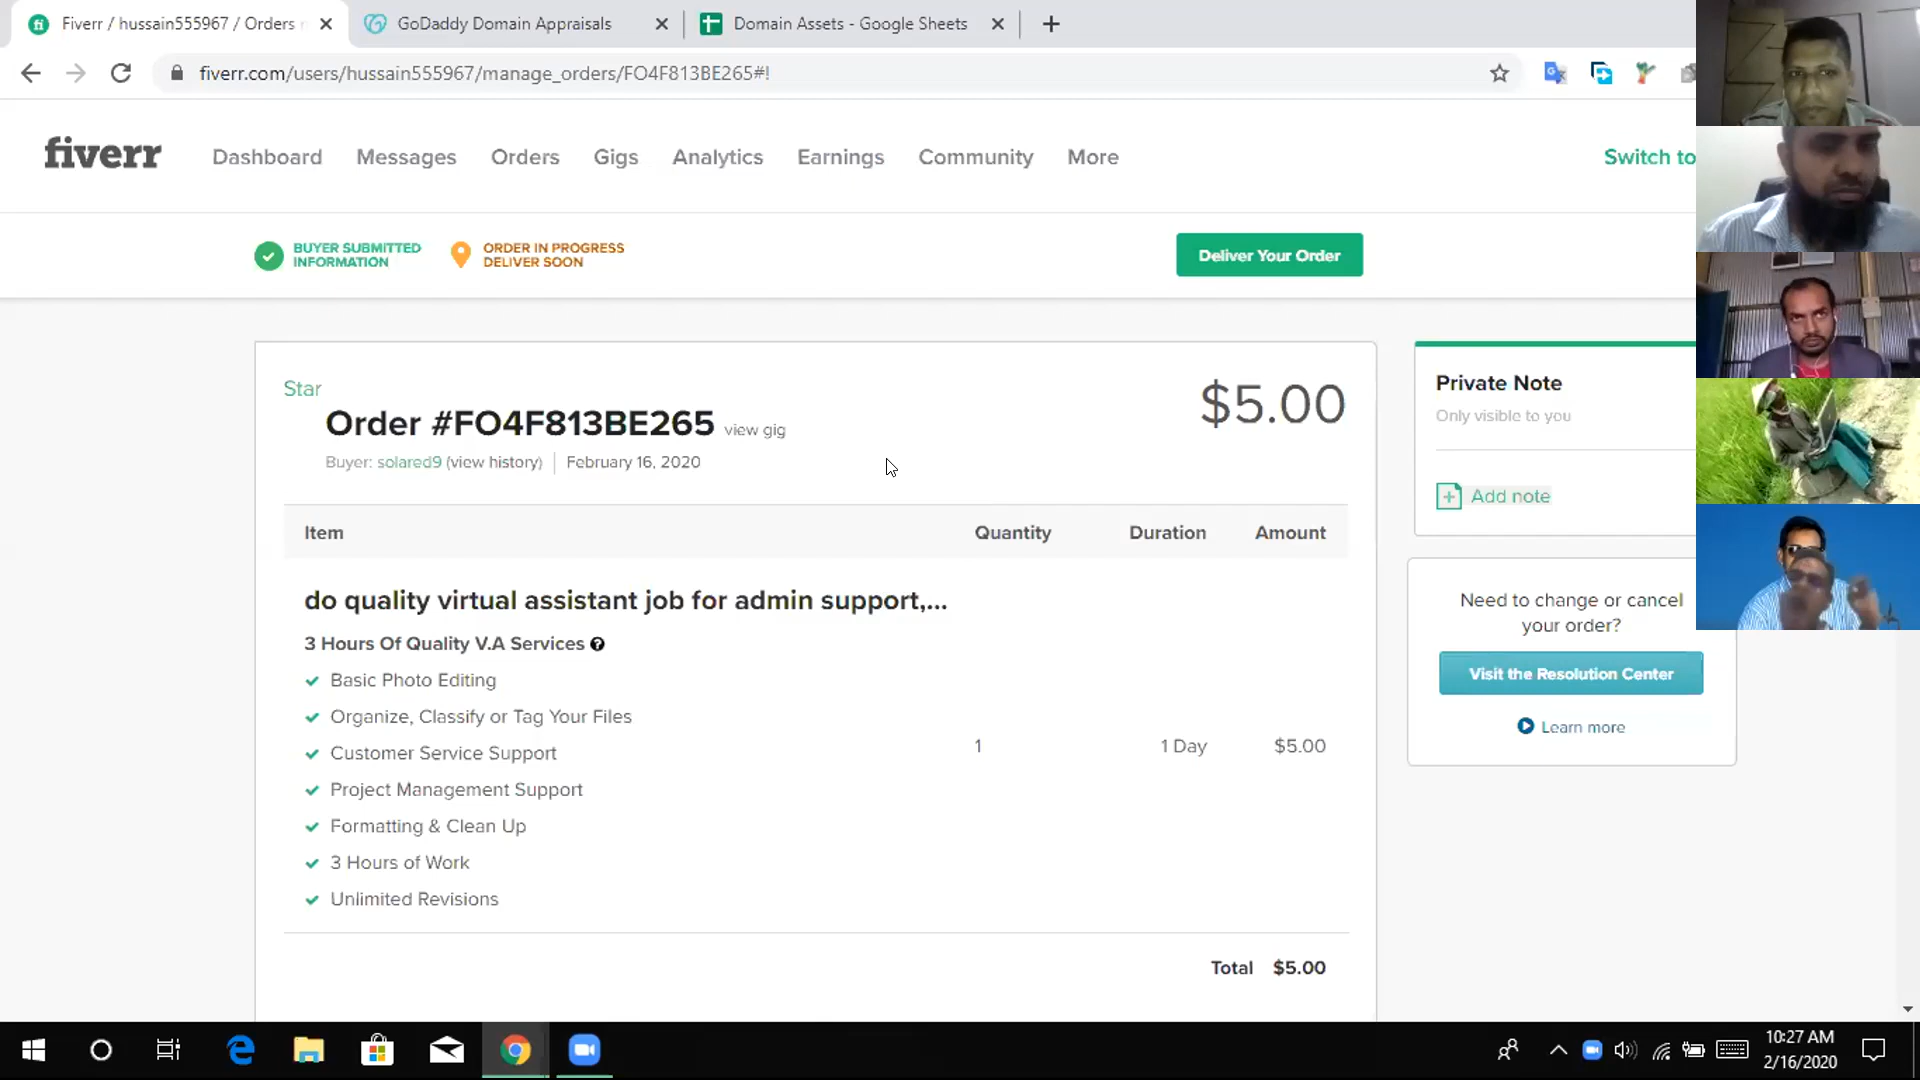 Fiverr / hussain555967 / Orders
GoDaddy Domain Appraisals
Domain Assets - Google Sheets
fiverr.com/users/hussain555967/manage_orders/FO4F813BE265#!
fiverr
Dashboard
Messages
Orders
Gigs
Analytics
Earnings
Community
More
Switch to
BUYER SUBMITTED
INFORMATION
ORDER IN PROGRESS
DELIVER SOON
Deliver Your Order
Star
Order #FO4F813BE265 view gig
$5.00
Buyer: solared9 (view history) | February 16, 2020
Item Quantity Duration Amount
do quality virtual assistant job for admin support,...
3 Hours Of Quality V.A Services
Basic Photo Editing
Organize, Classify or Tag Your Files
Customer Service Support
Project Management Support
Formatting & Clean Up
3 Hours of Work
Unlimited Revisions
1 1 Day $5.00
Total $5.00
Private Note
Only visible to you
Add note
Need to change or cancel
your order?
Visit the Resolution Center
Learn more
10:27 AM
2/16/2020